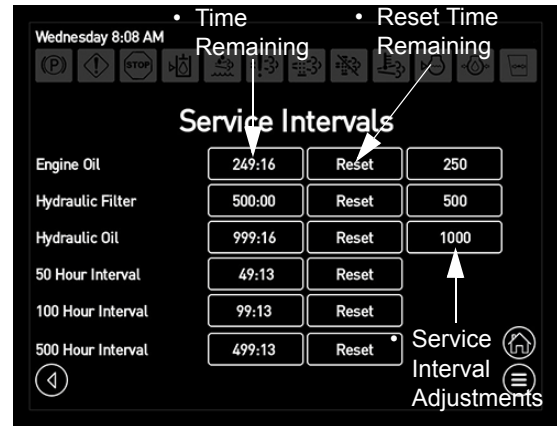 • Time Remaining
• Reset Time Remaining
Wednesday 8:08 AM
(P) STOP
Service Intervals
Engine Oil 249:16 Reset 250
Hydraulic Filter 500:00 Reset 500
Hydraulic Oil 999:16 Reset 1000
50 Hour Interval 49:13 Reset
100 Hour Interval 99:13 Reset
500 Hour Interval 499:13 Reset
• Service Interval Adjustments